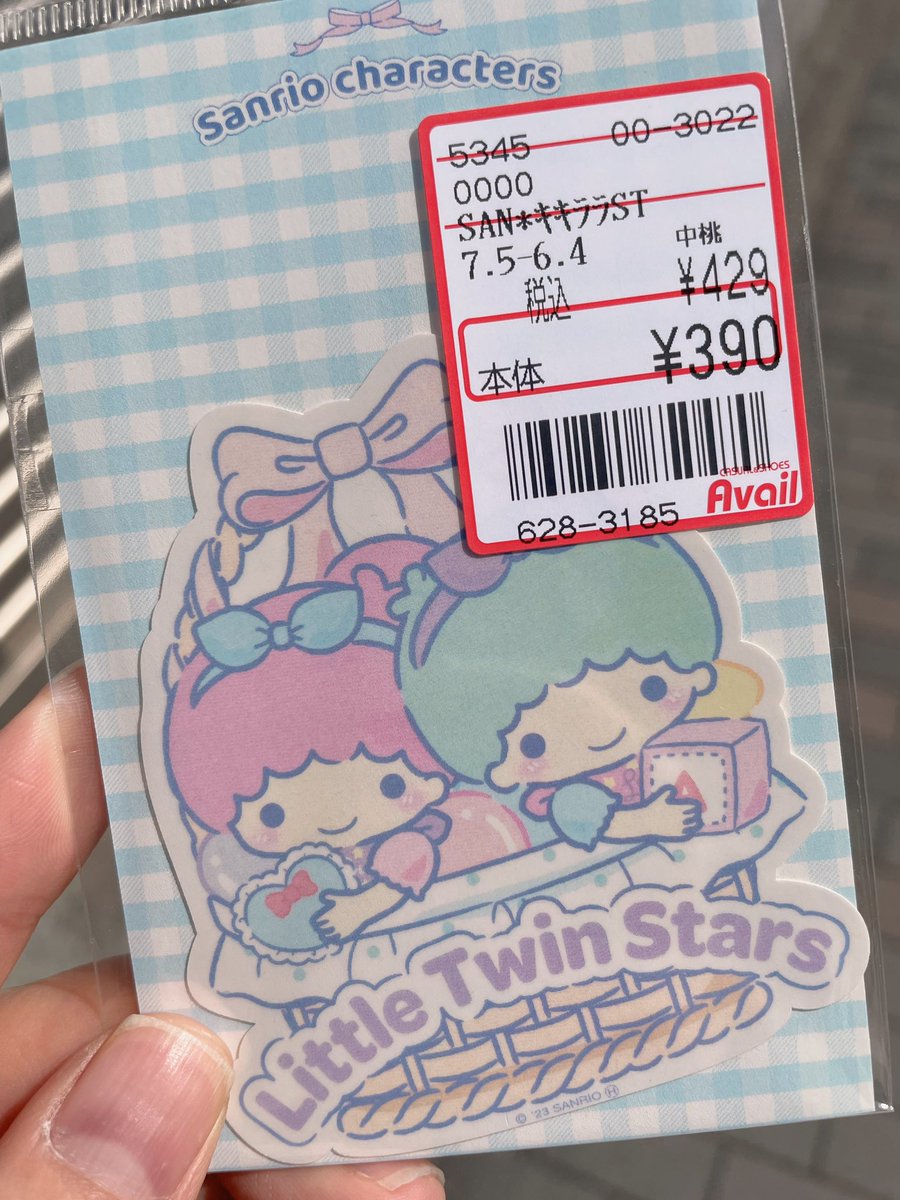 Sanrio characters
5345 00-3022
0000
SAN*キキララST
7.5-6.4 中桃
税込 ¥429
本体 ¥390
CASUAL&SHOES
Avail
628-3185
A
Little Twin Stars
© '23 SANRIO Ⓗ